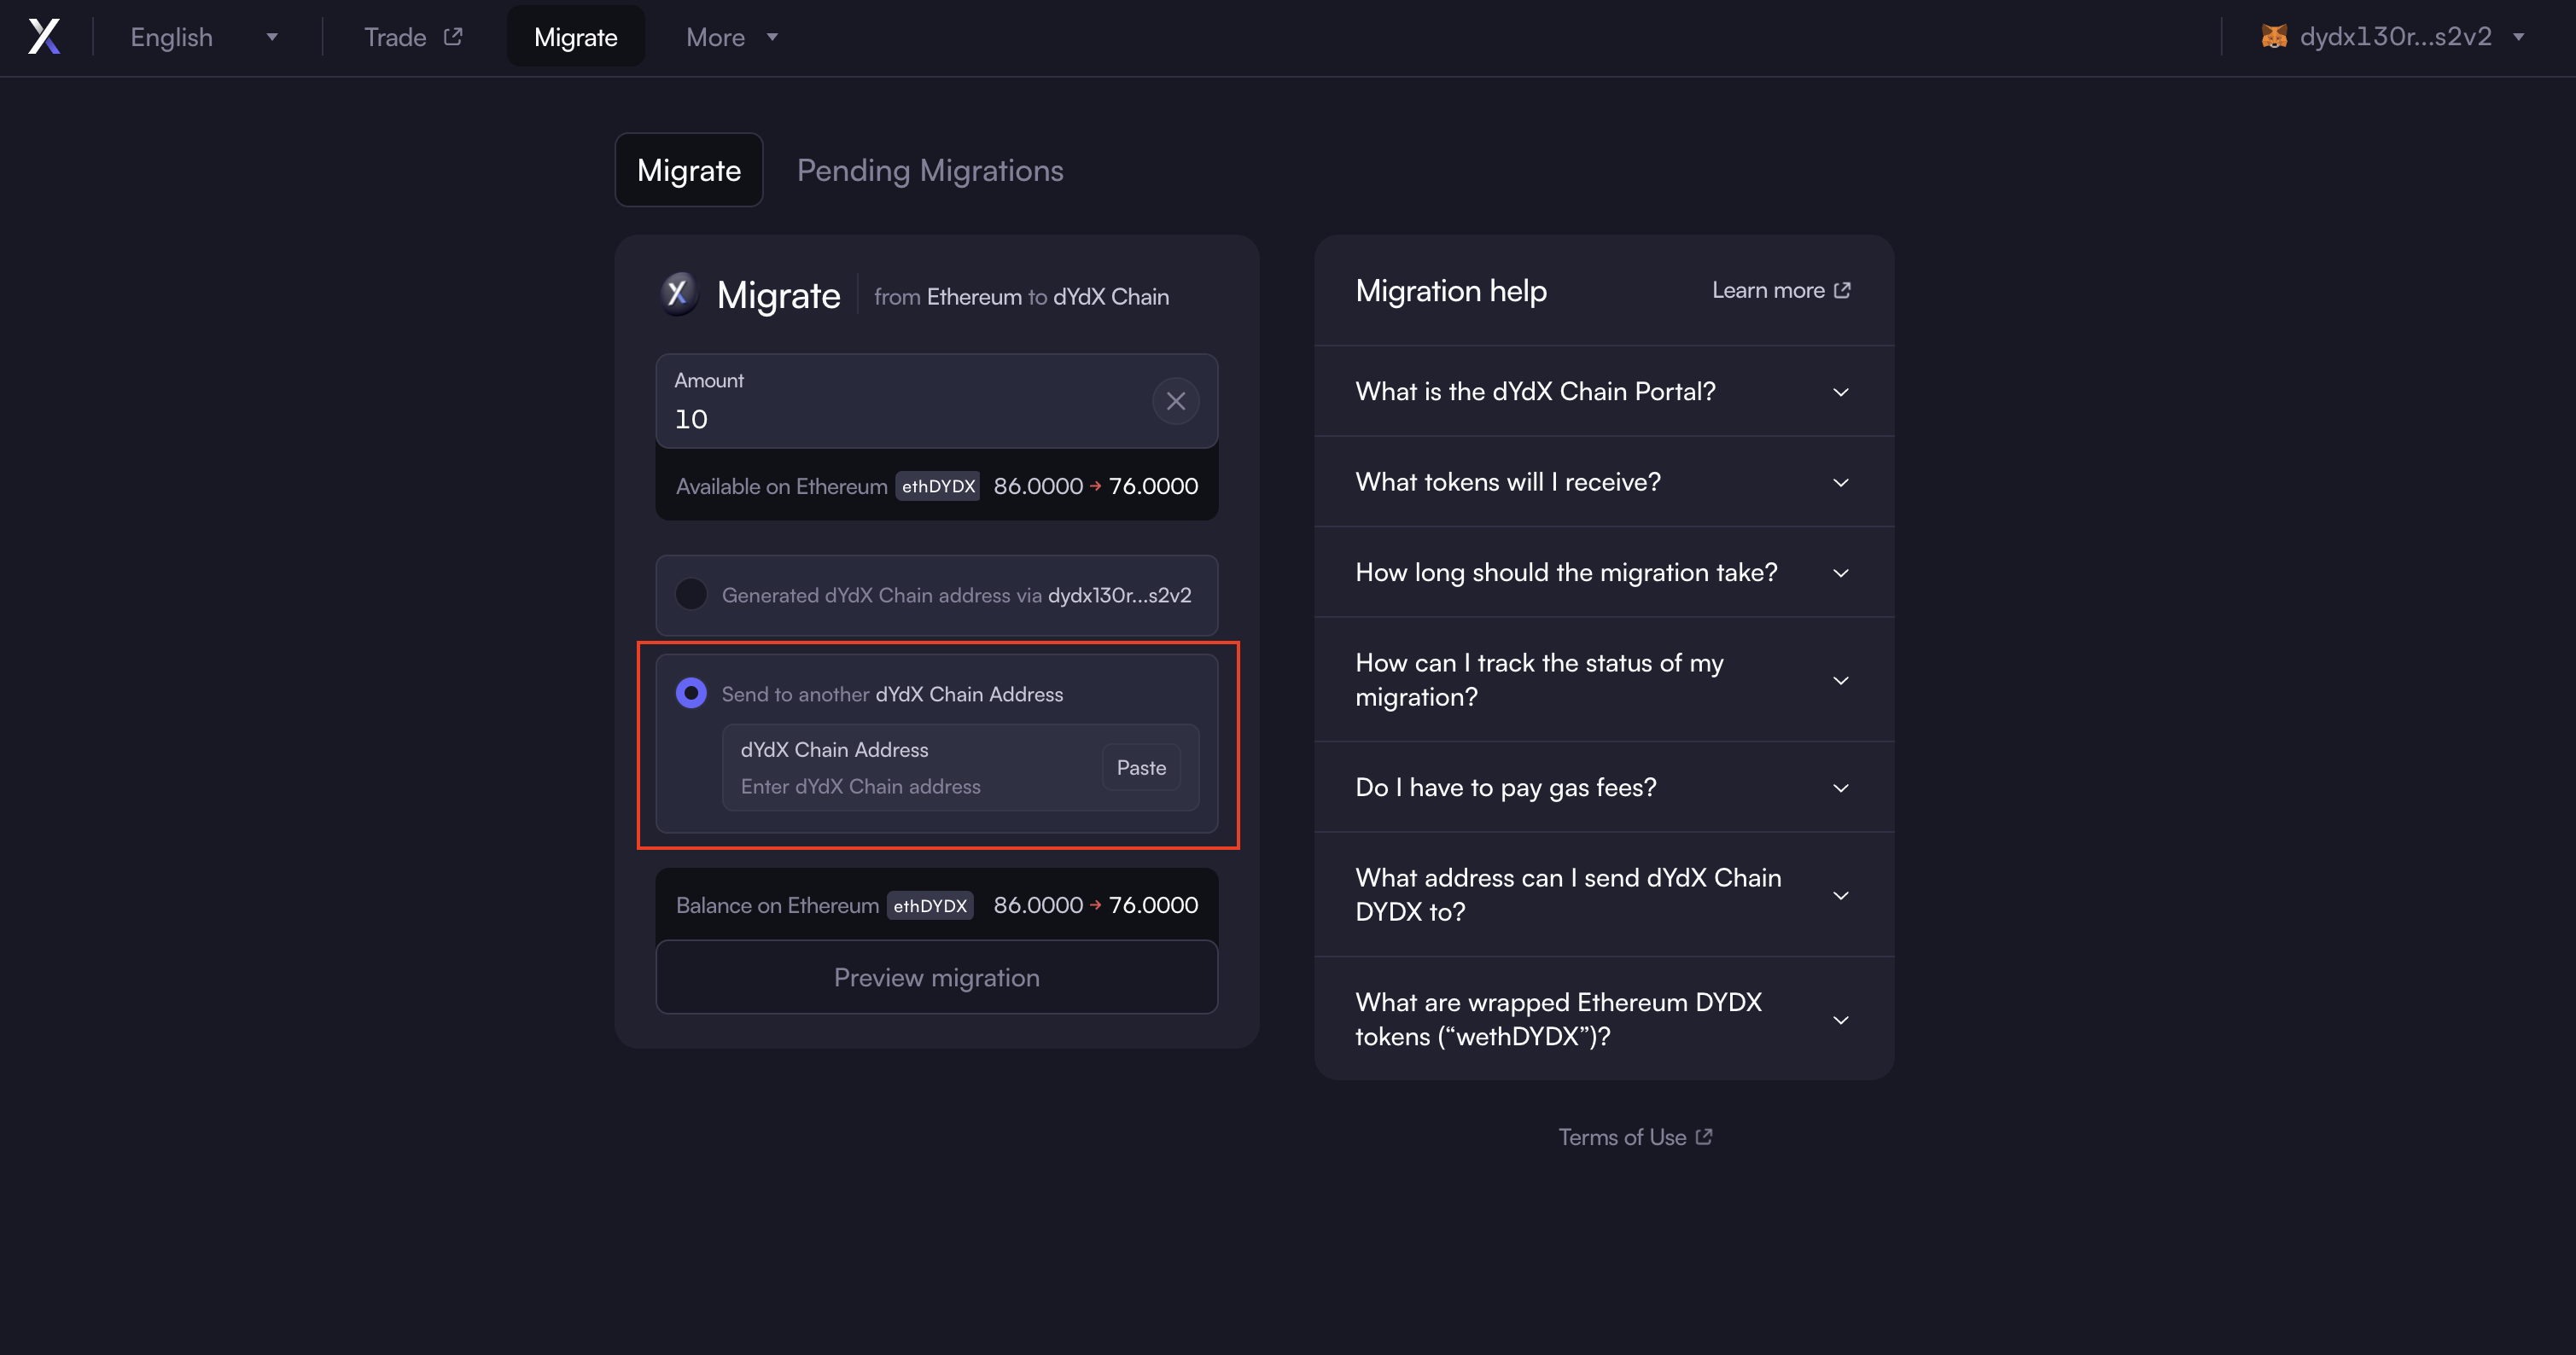 English
Trade
Migrate
More
dydx130r...s2v2
Migrate
Pending Migrations
Migrate
from Ethereum to dYdX Chain
Amount
10
Available on Ethereum ethDYDX 86.0000 → 76.0000
Generated dYdX Chain address via dydx130r...s2v2
Send to another dYdX Chain Address
dYdX Chain Address
Enter dYdX Chain address
Paste
Balance on Ethereum ethDYDX 86.0000 → 76.0000
Preview migration
Migration help
Learn more
What is the dYdX Chain Portal?
What tokens will I receive?
How long should the migration take?
How can I track the status of my
migration?
Do I have to pay gas fees?
What address can I send dYdX Chain
DYDX to?
What are wrapped Ethereum DYDX
tokens (“wethDYDX”)?
Terms of Use